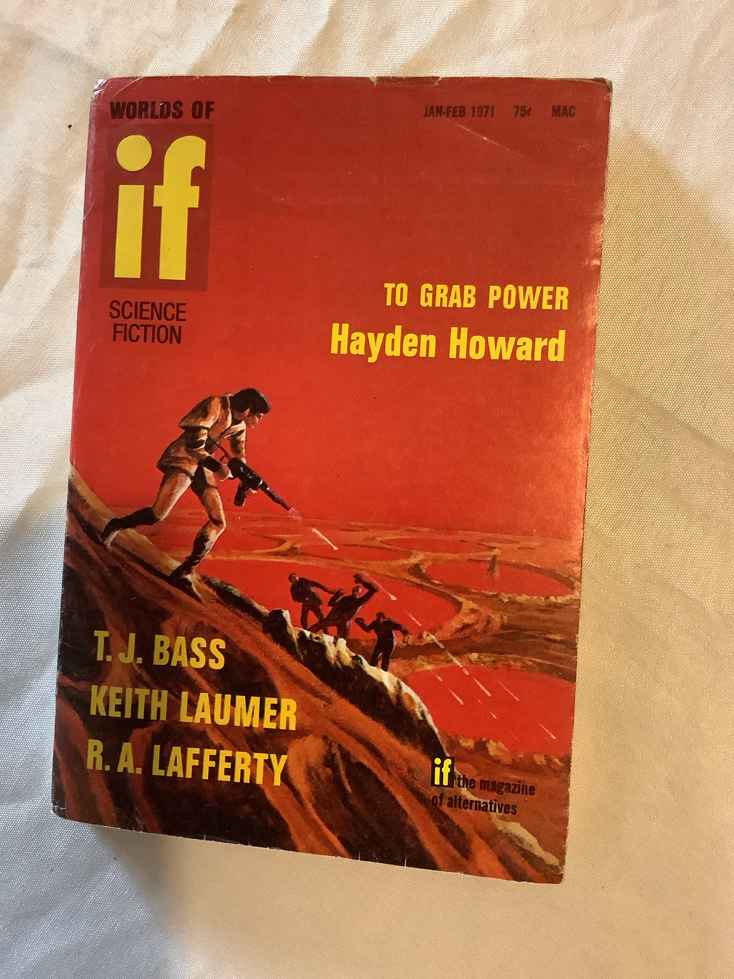 WORLDS OF
JAN-FEB 1971 75¢ MAC
if
SCIENCE
FICTION
TO GRAB POWER
Hayden Howard
T. J. BASS
KEITH LAUMER
R. A. LAFFERTY
if the magazine
of alternatives